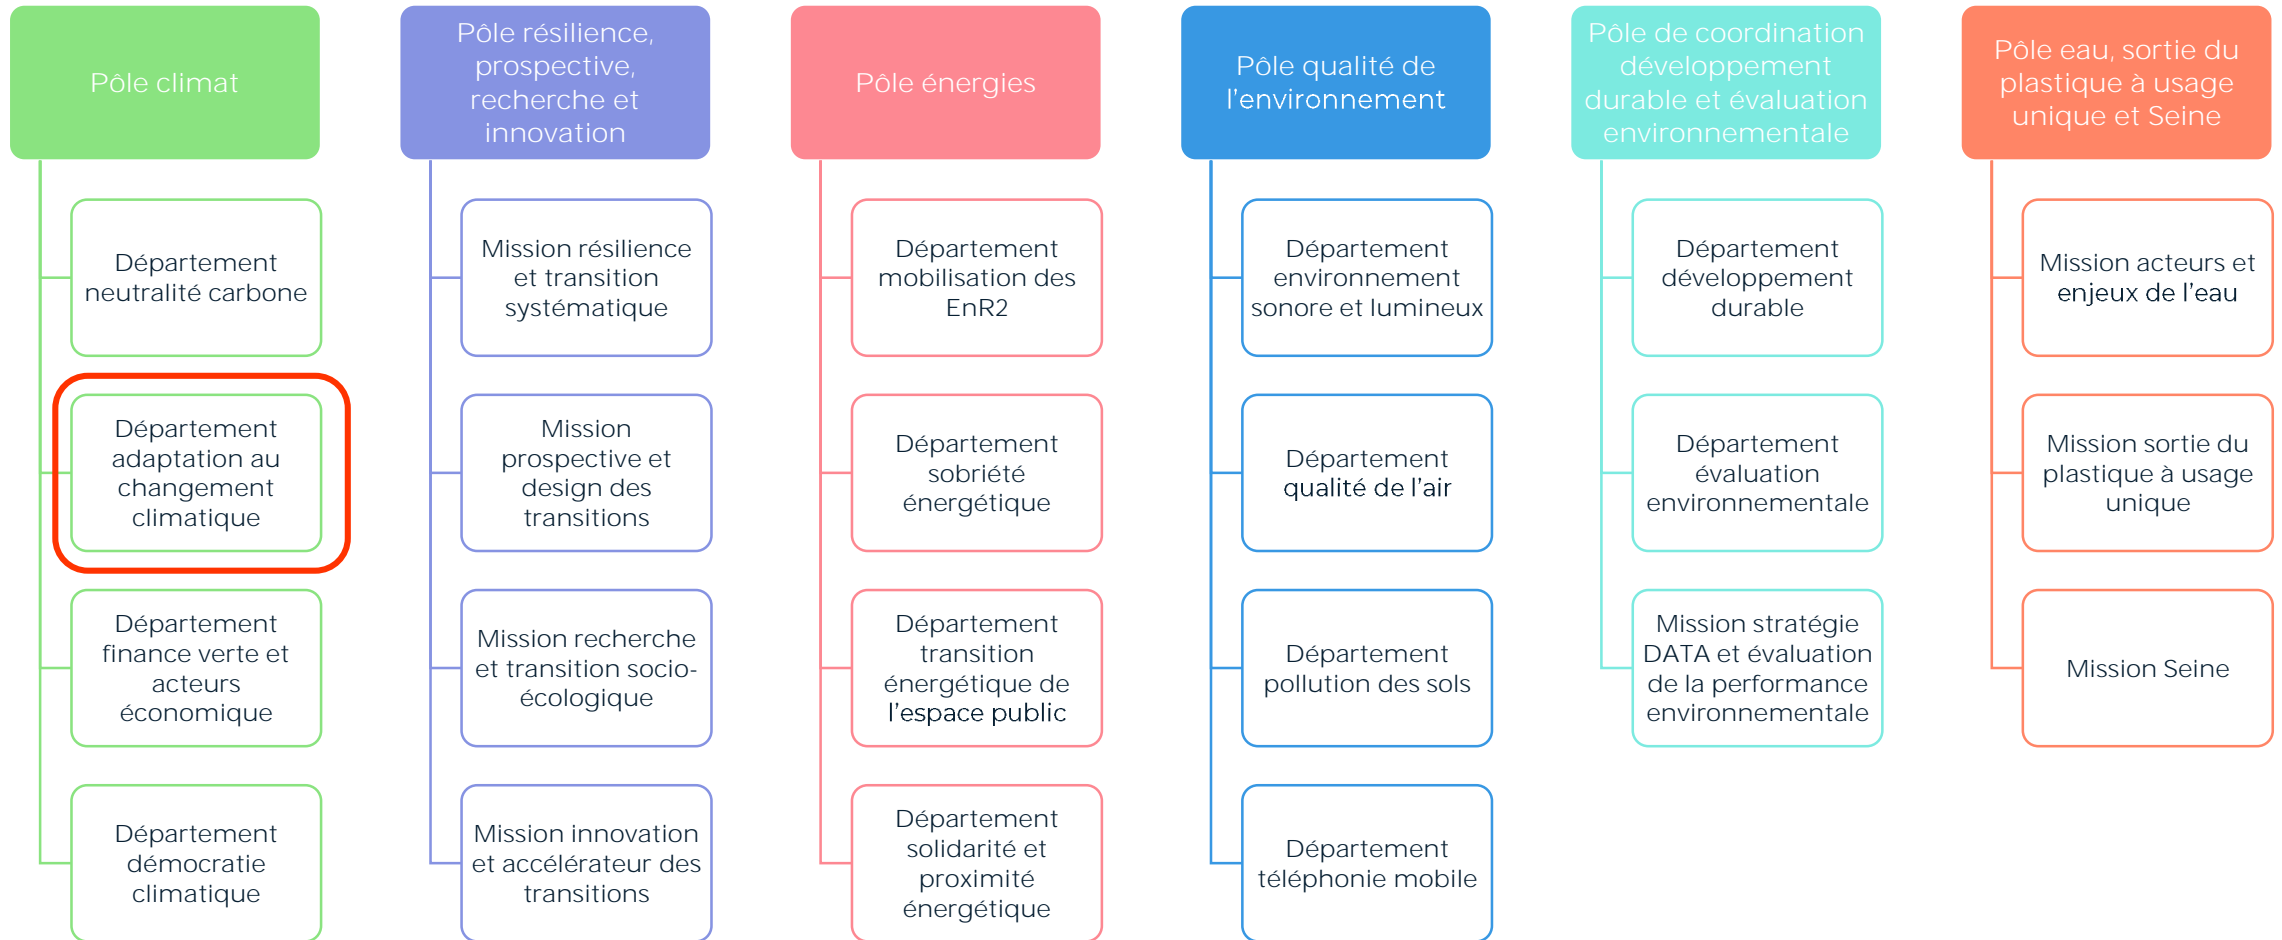 Pôle climat
Département
neutralité carbone
Département
adaptation au
changement
climatique
Département
finance verte et
acteurs
économique
Département
démocratie
climatique
Pôle résilience,
prospective,
recherche et
innovation
Mission résilience
et transition
systématique
Mission
prospective et
design des
transitions
Mission recherche
et transition socio-
écologique
Mission innovation
et accélérateur des
transitions
Pôle énergies
Département
mobilisation des
EnR2
Département
sobriété
énergétique
Département
transition
énergétique de
l’espace public
Département
solidarité et
proximité
énergétique
Pôle qualité de
l’environnement
Département
environnement
sonore et lumineux
Département
qualité de l’air
Département
pollution des sols
Département
téléphonie mobile
Pôle de coordination
développement
durable et évaluation
environnementale
Département
développement
durable
Département
évaluation
environnementale
Mission stratégie
DATA et évaluation
de la performance
environnementale
Pôle eau, sortie du
plastique à usage
unique et Seine
Mission acteurs et
enjeux de l’eau
Mission sortie du
plastique à usage
unique
Mission Seine